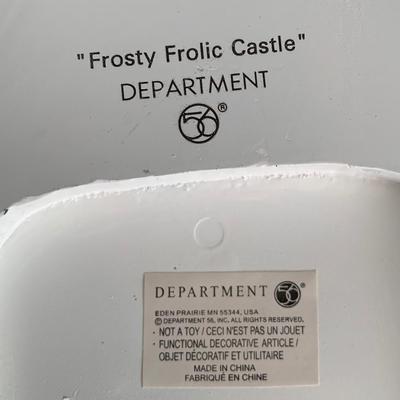 "Frosty Frolic Castle"
DEPARTMENT
56®
DEPARTMENT 56®
EDEN PRAIRIE MN 55344, USA
© DEPARTMENT 56, INC. ALL RIGHTS RESERVED.
· NOT A TOY / CECI N'EST PAS UN JOUET
· FUNCTIONAL DECORATIVE ARTICLE /
OBJET DÉCORATIF ET UTILITAIRE
MADE IN CHINA
FABRIQUÉ EN CHINE